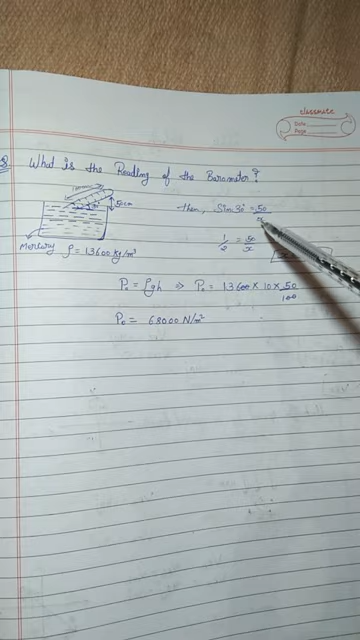 classmate
Date
Page
Q What is the Reading of the Barometer?
50cm
30°
Mercury ρ = 13600 kg/m³
then, Sin 30° = 50/x
1/2 = 50/x
P₀ = ρgh ⇒ P₀ = 13600 × 10 × 50/100
P₀ = 68000 N/m²